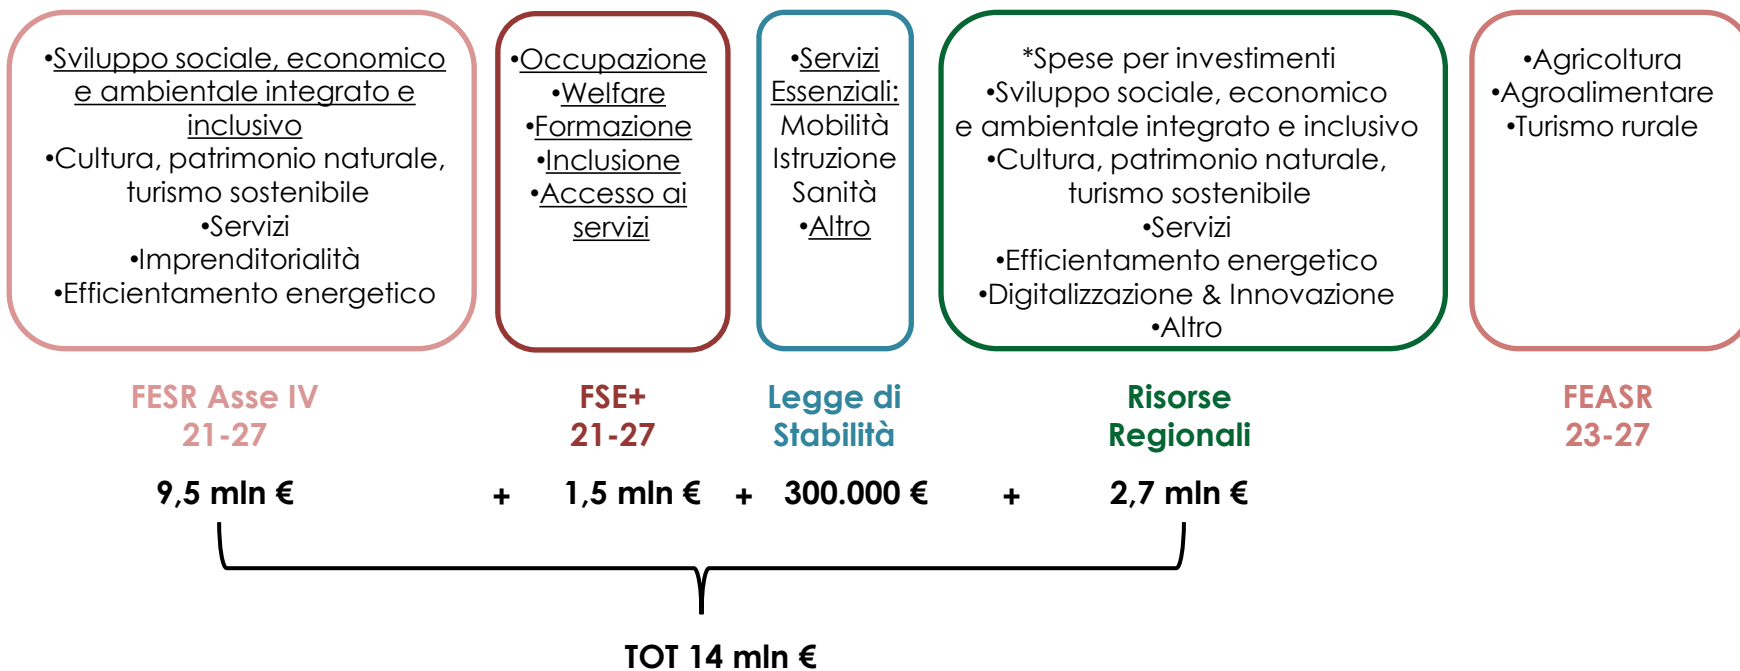 •Sviluppo sociale, economico
e ambientale integrato e
inclusivo
•Cultura, patrimonio naturale,
turismo sostenibile
•Servizi
•Imprenditorialità
•Efficientamento energetico
•Occupazione
•Welfare
•Formazione
•Inclusione
•Accesso ai
servizi
•Servizi
Essenziali:
Mobilità
Istruzione
Sanità
•Altro
*Spese per investimenti
•Sviluppo sociale, economico
e ambientale integrato e inclusivo
•Cultura, patrimonio naturale,
turismo sostenibile
•Servizi
•Efficientamento energetico
•Digitalizzazione & Innovazione
•Altro
•Agricoltura
•Agroalimentare
•Turismo rurale
FESR Asse IV
21-27
FSE+
21-27
Legge di
Stabilità
Risorse
Regionali
FEASR
23-27
9,5 mln € + 1,5 mln € + 300.000 € + 2,7 mln €
TOT 14 mln €